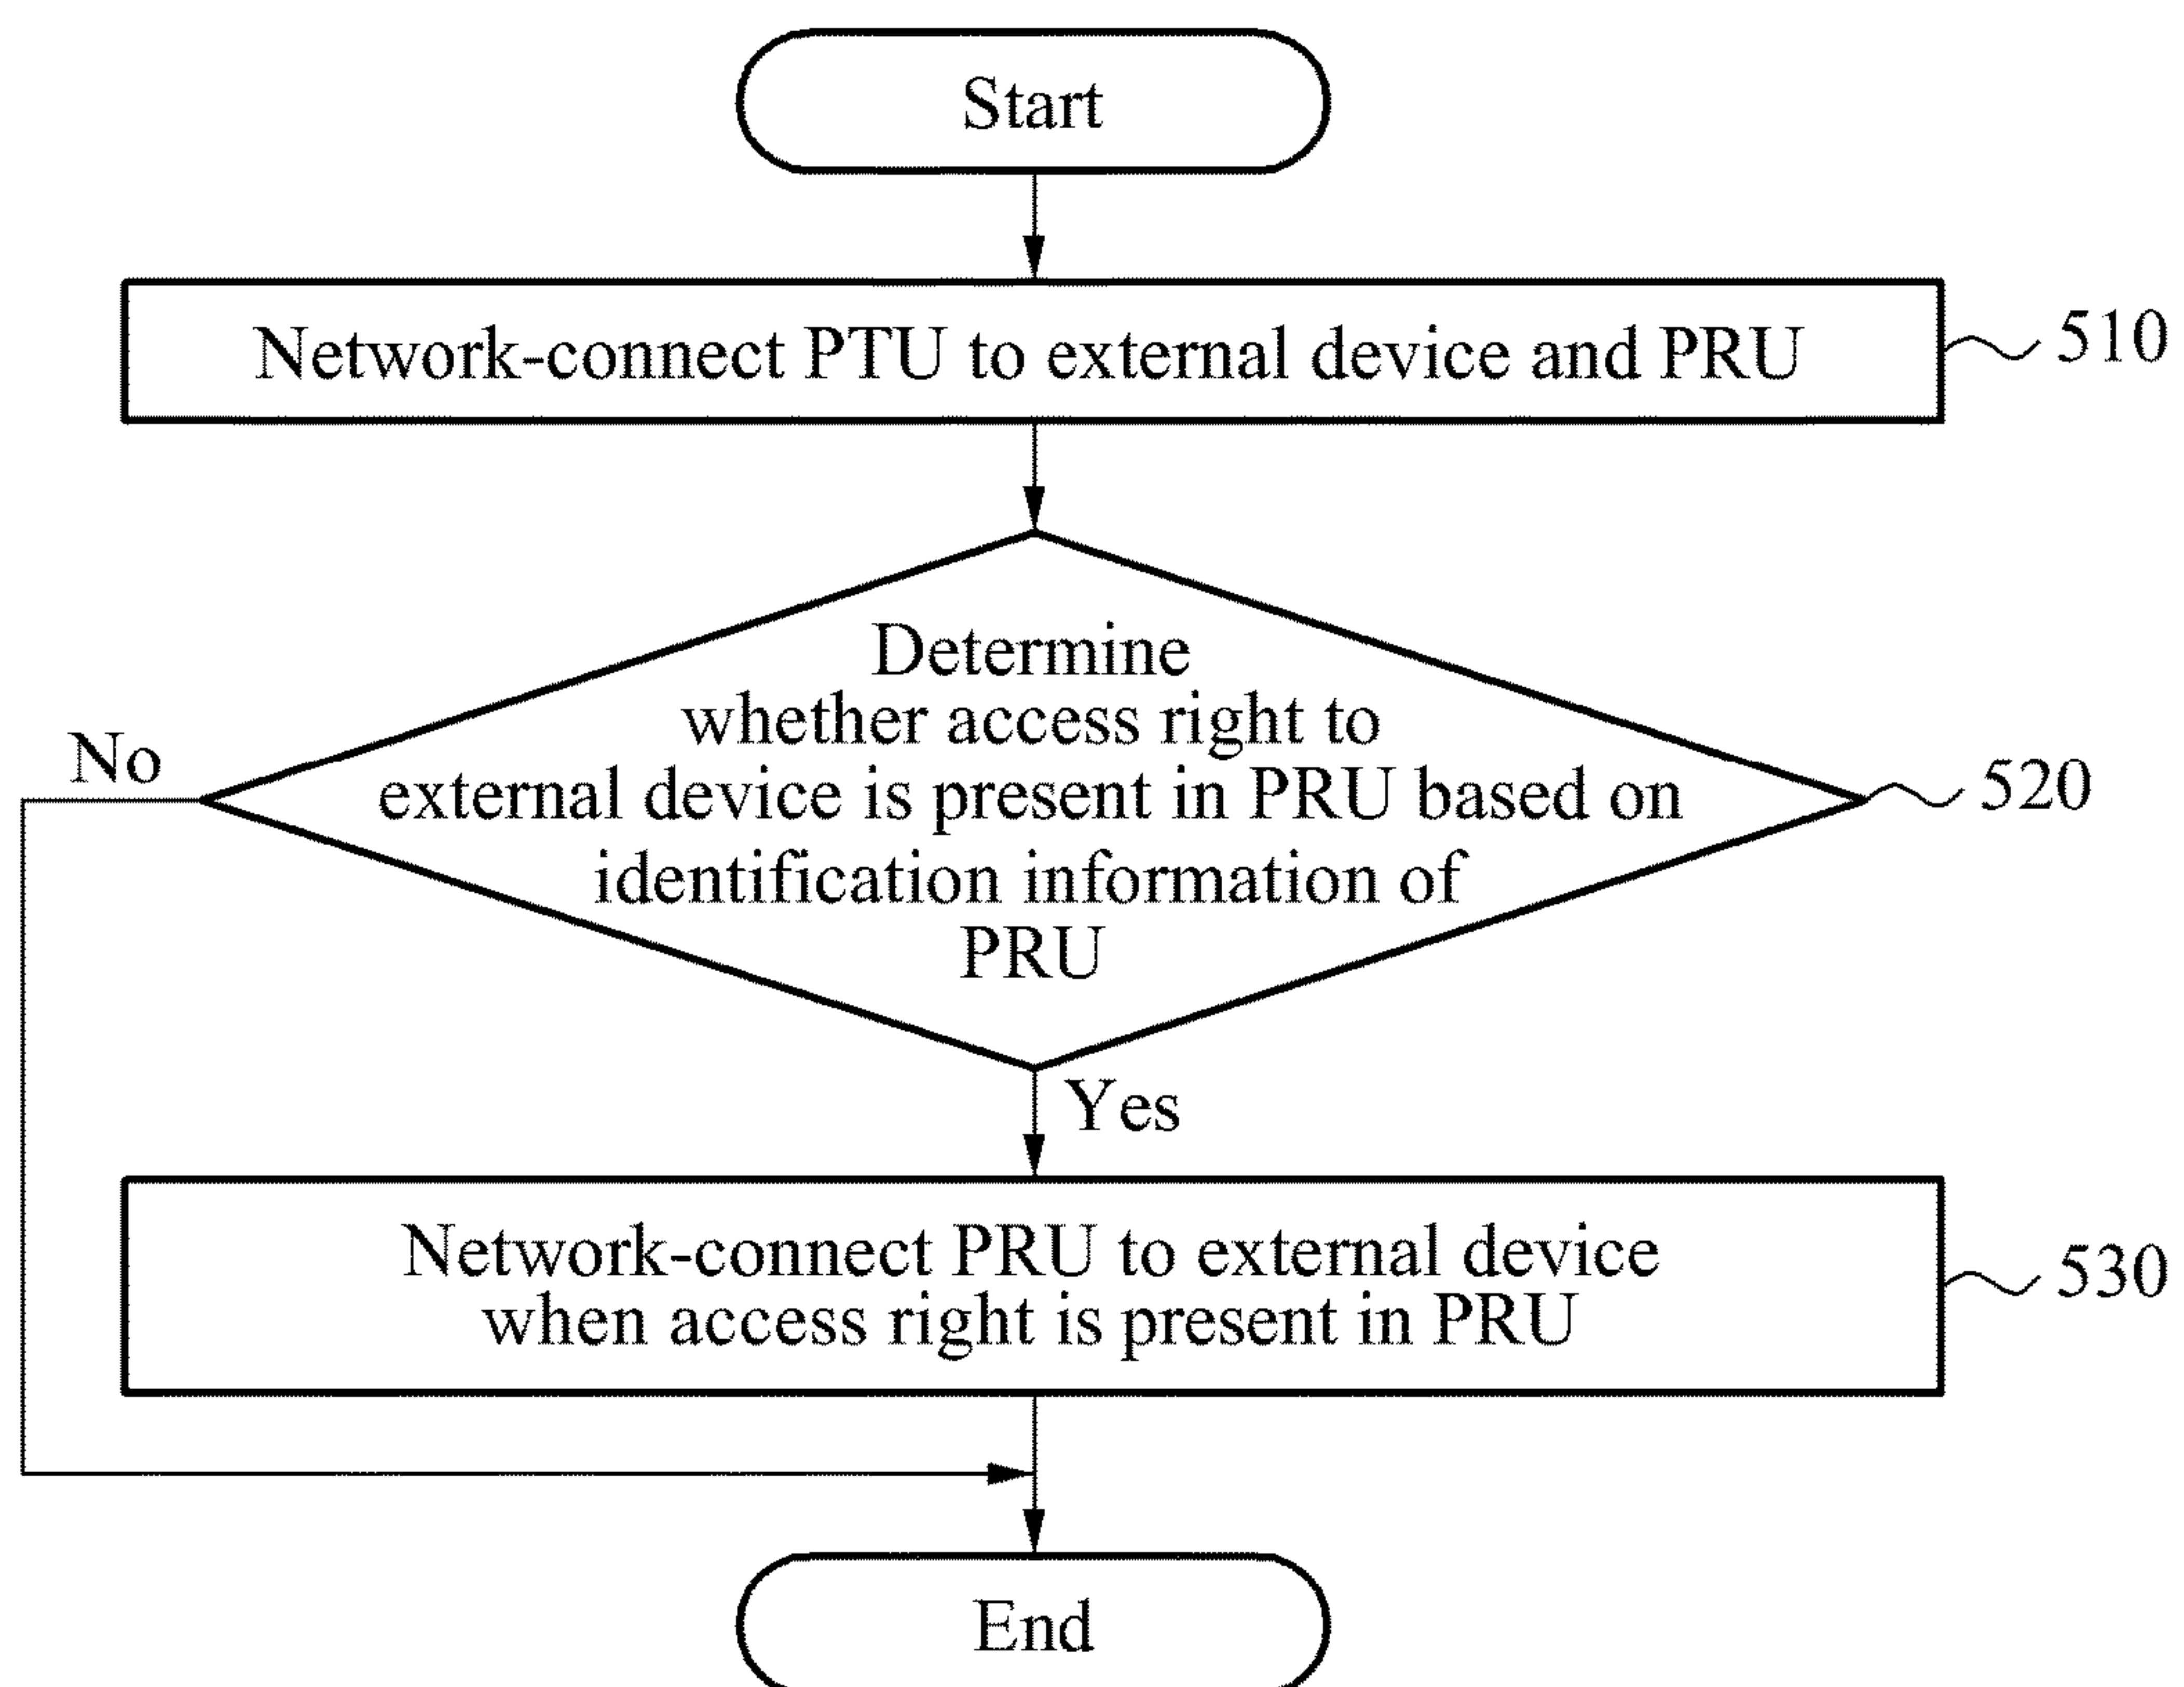 Start
Network-connect PTU to external device and PRU
510
Determine
whether access right to
external device is present in PRU based on
identification information of
PRU
520
No
Yes
Network-connect PRU to external device
when access right is present in PRU
530
End